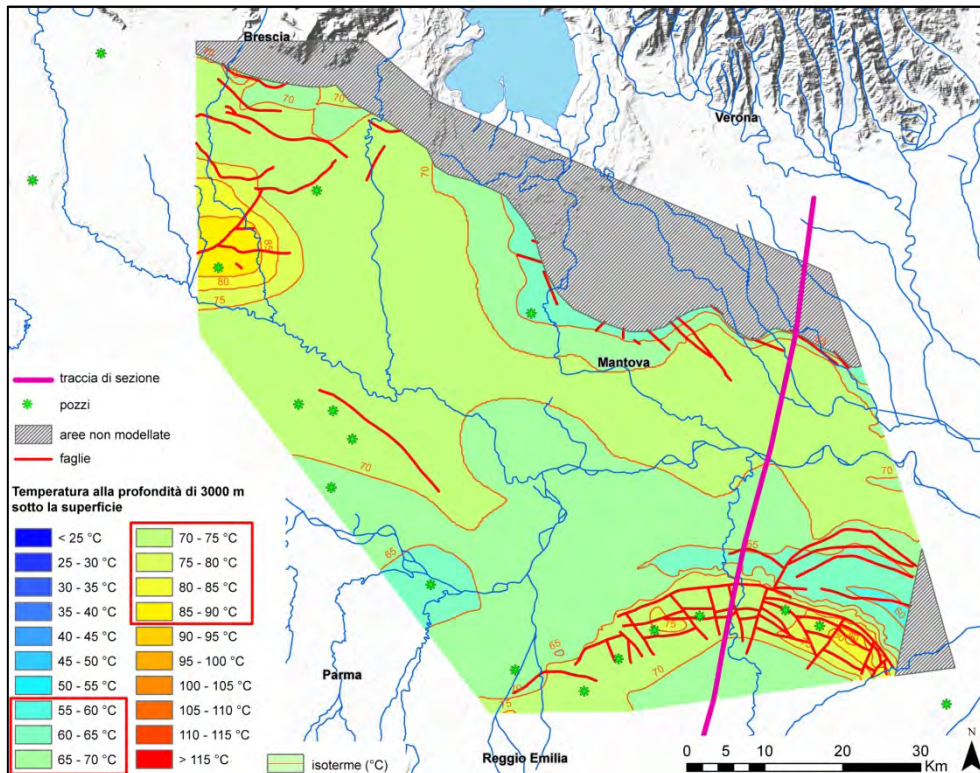 Brescia
Verona
70
70
70
70
85
80
75
Mantova
traccia di sezione
pozzi
aree non modellate
faglie
70
70
Temperatura alla profondità di 3000 m
sotto la superficie
< 25 °C
25 - 30 °C
30 - 35 °C
35 - 40 °C
40 - 45 °C
45 - 50 °C
50 - 55 °C
55 - 60 °C
60 - 65 °C
65 - 70 °C
70 - 75 °C
75 - 80 °C
80 - 85 °C
85 - 90 °C
90 - 95 °C
95 - 100 °C
100 - 105 °C
105 - 110 °C
110 - 115 °C
> 115 °C
isoterme (°C)
65
60
75
65
70
Parma
Reggio Emilia
N
0 5 10 20 30
Km